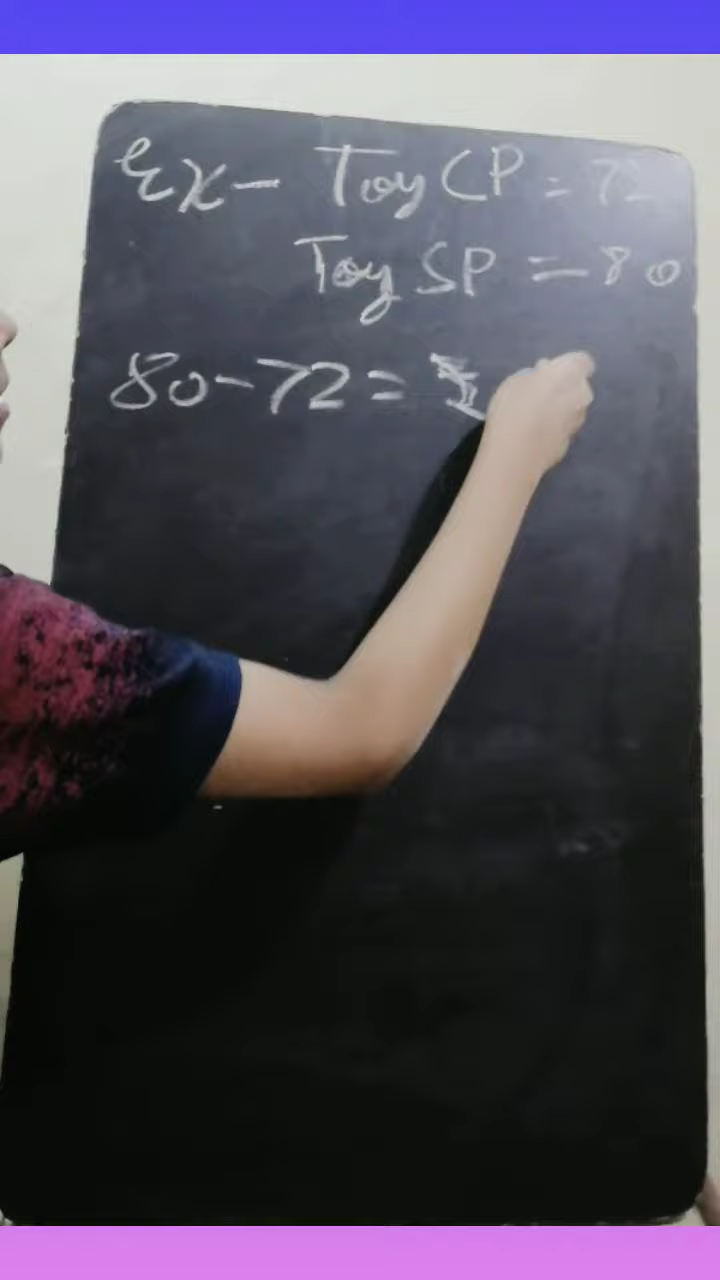 Ex - Toy CP = 72
Toy SP = 80
80 - 72 = ₹